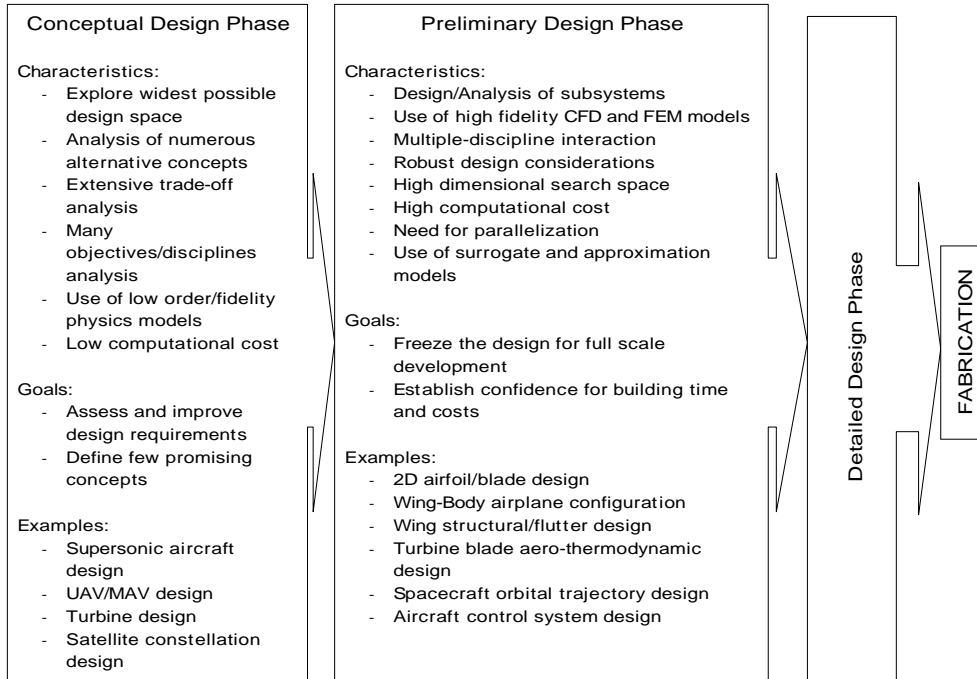 Conceptual Design Phase
Characteristics:
- Explore widest possible
design space
- Analysis of numerous
alternative concepts
- Extensive trade-off
analysis
- Many
objectives/disciplines
analysis
- Use of low order/fidelity
physics models
- Low computational cost
Goals:
- Assess and improve
design requirements
- Define few promising
concepts
Examples:
- Supersonic aircraft
design
- UAV/MAV design
- Turbine design
- Satellite constellation
design
Preliminary Design Phase
Characteristics:
- Design/Analysis of subsystems
- Use of high fidelity CFD and FEM models
- Multiple-discipline interaction
- Robust design considerations
- High dimensional search space
- High computational cost
- Need for parallelization
- Use of surrogate and approximation
models
Goals:
- Freeze the design for full scale
development
- Establish confidence for building time
and costs
Examples:
- 2D airfoil/blade design
- Wing-Body airplane configuration
- Wing structural/flutter design
- Turbine blade aero-thermodynamic
design
- Spacecraft orbital trajectory design
- Aircraft control system design
Detailed Design Phase
FABRICATION